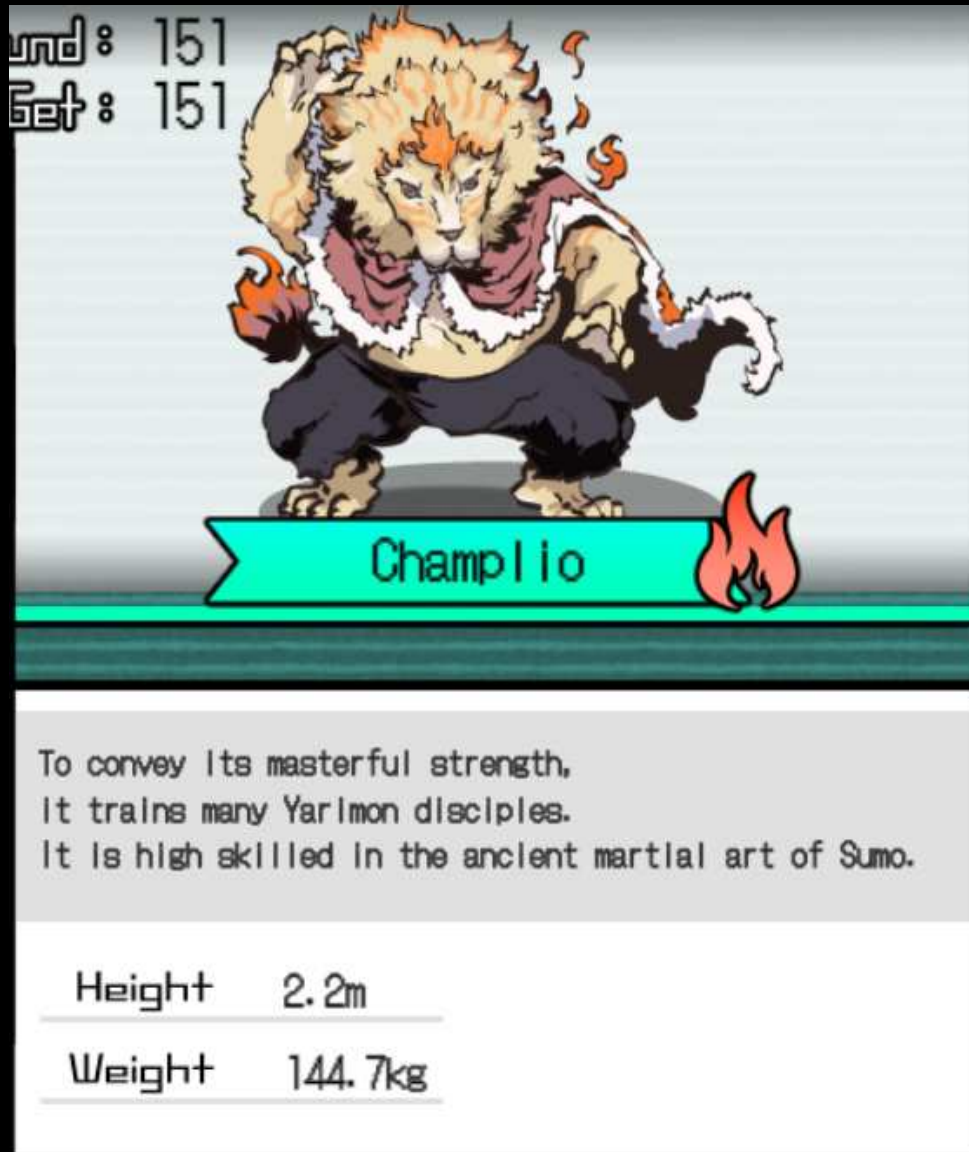 und: 151
Get: 151
Champlio
To convey its masterful strength,
it trains many Yarimon disciples.
It is high skilled in the ancient martial art of Sumo.
Height 2.2m
Weight 144.7kg